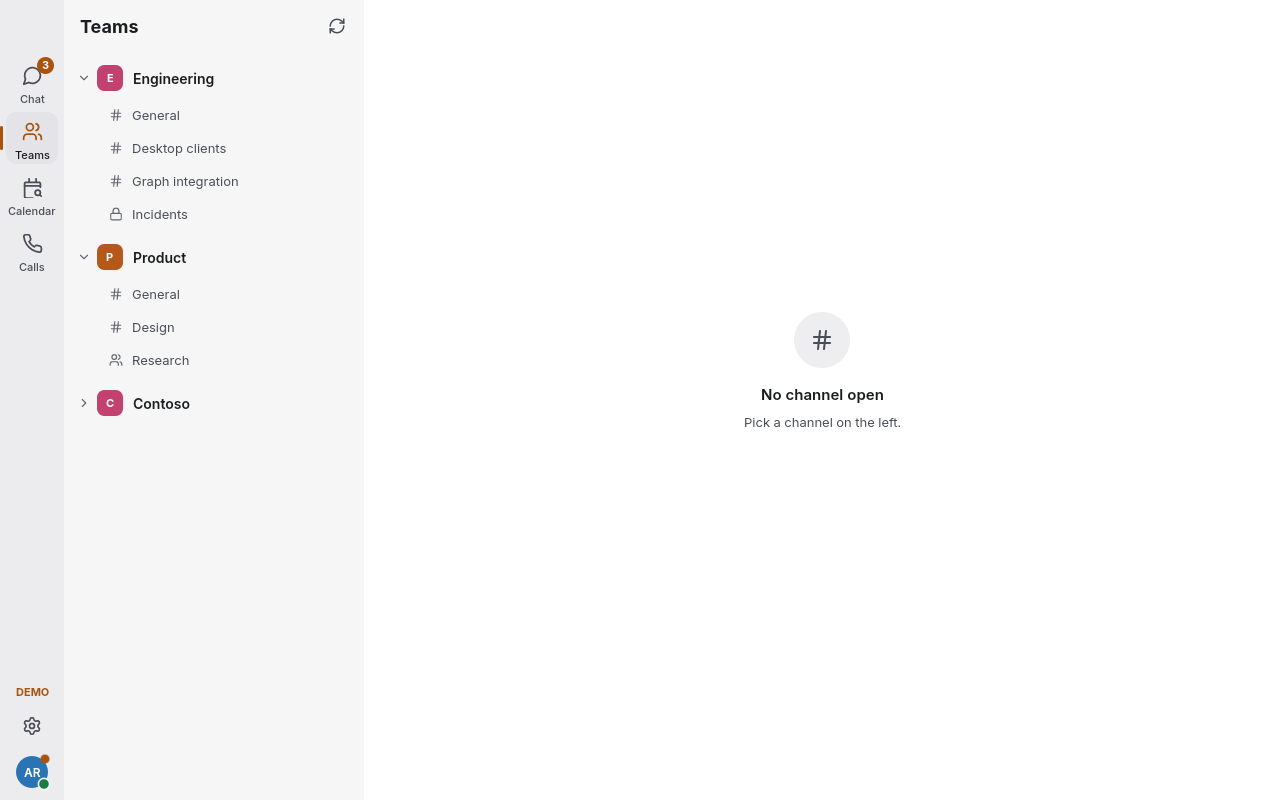 Teams
3
Chat
Teams
Calendar
Calls
E Engineering
General
Desktop clients
Graph integration
Incidents
P Product
General
Design
Research
C Contoso
No channel open
Pick a channel on the left.
DEMO
AR